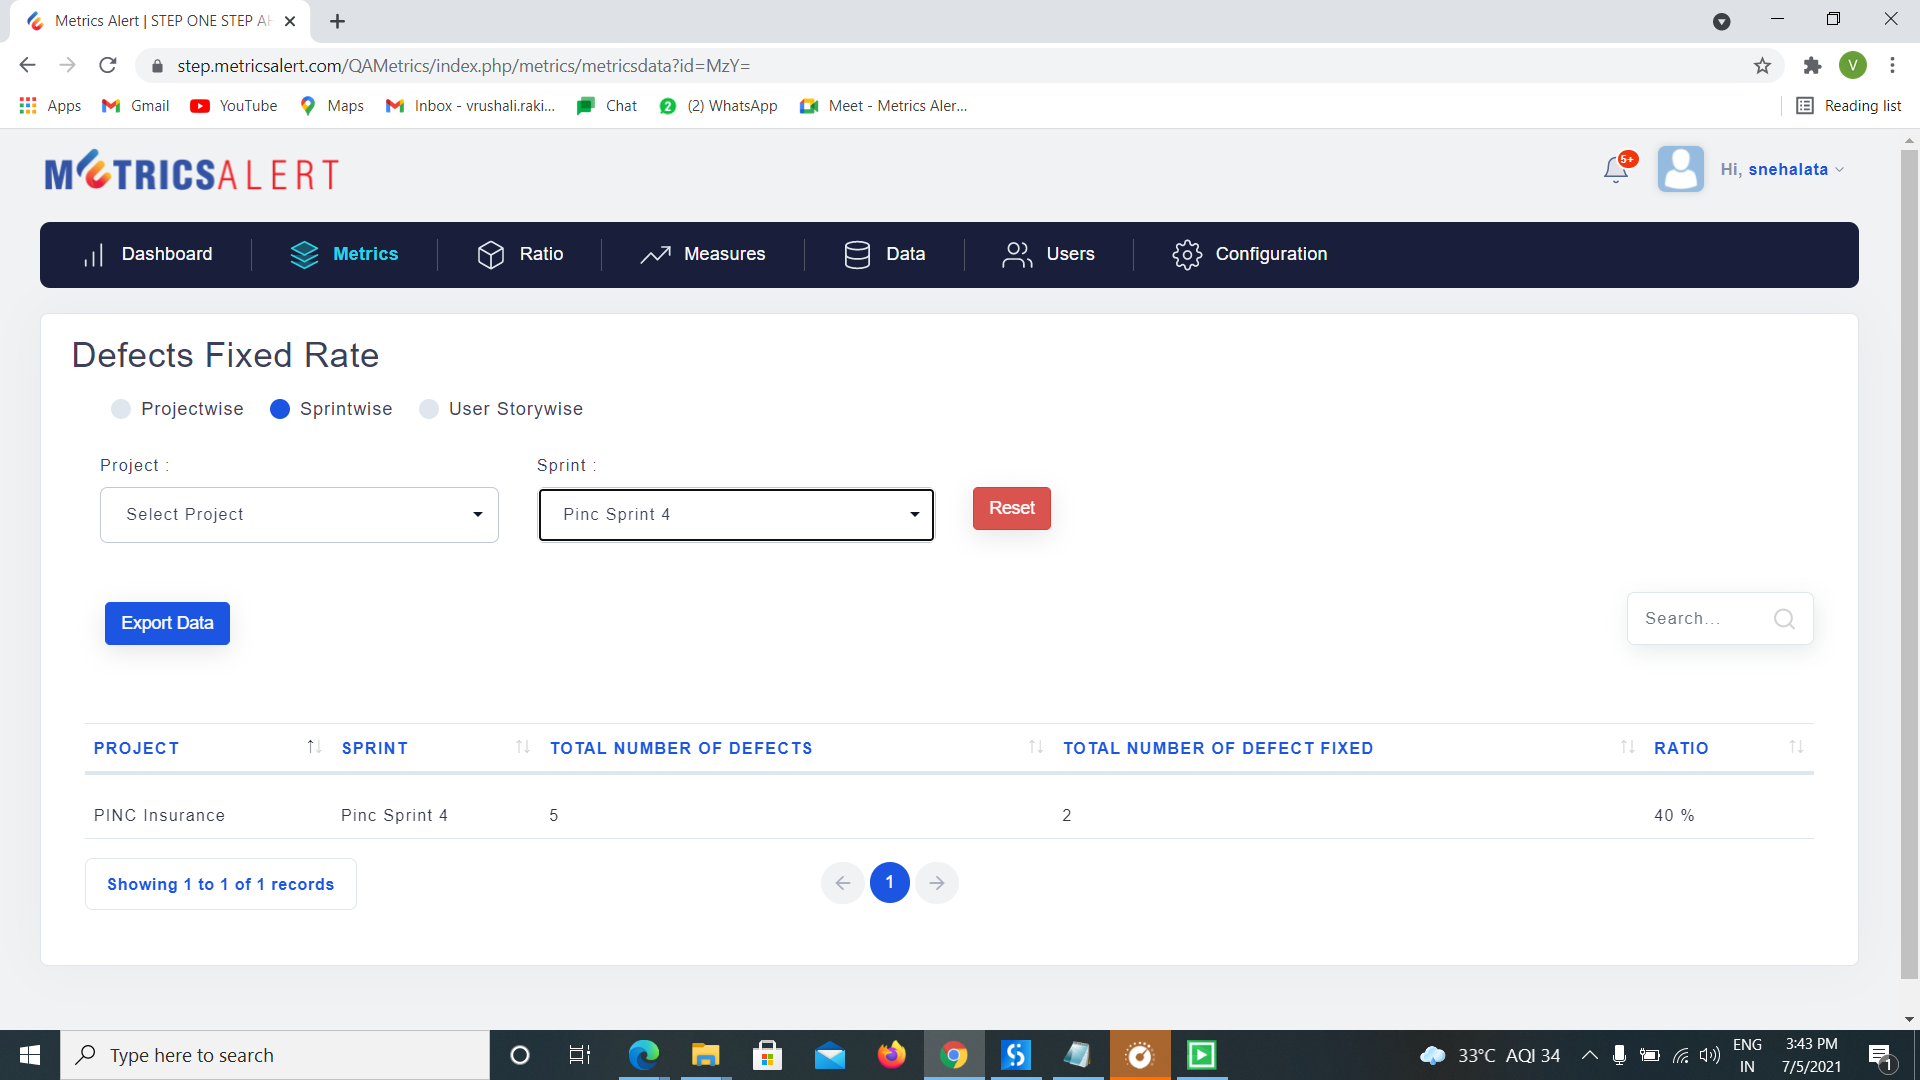 Metrics Alert | STEP ONE STEP AH
step.metricsalert.com/QAMetrics/index.php/metrics/metricsdata?id=MzY=
V
Apps
Gmail
YouTube
Maps
Inbox - vrushali.raki...
Chat
2
(2) WhatsApp
Meet - Metrics Aler...
Reading list
METRICSALERT
5+
Hi, snehalata
Dashboard
Metrics
Ratio
Measures
Data
Users
Configuration
Defects Fixed Rate
Projectwise
Sprintwise
User Storywise
Project :
Sprint :
Select Project
Pinc Sprint 4
Reset
Export Data
Search...
PROJECT
SPRINT
TOTAL NUMBER OF DEFECTS
TOTAL NUMBER OF DEFECT FIXED
RATIO
PINC Insurance
Pinc Sprint 4
5
2
40 %
Showing 1 to 1 of 1 records
1
Type here to search
33°C AQI 34
ENG
IN
3:43 PM
7/5/2021
1